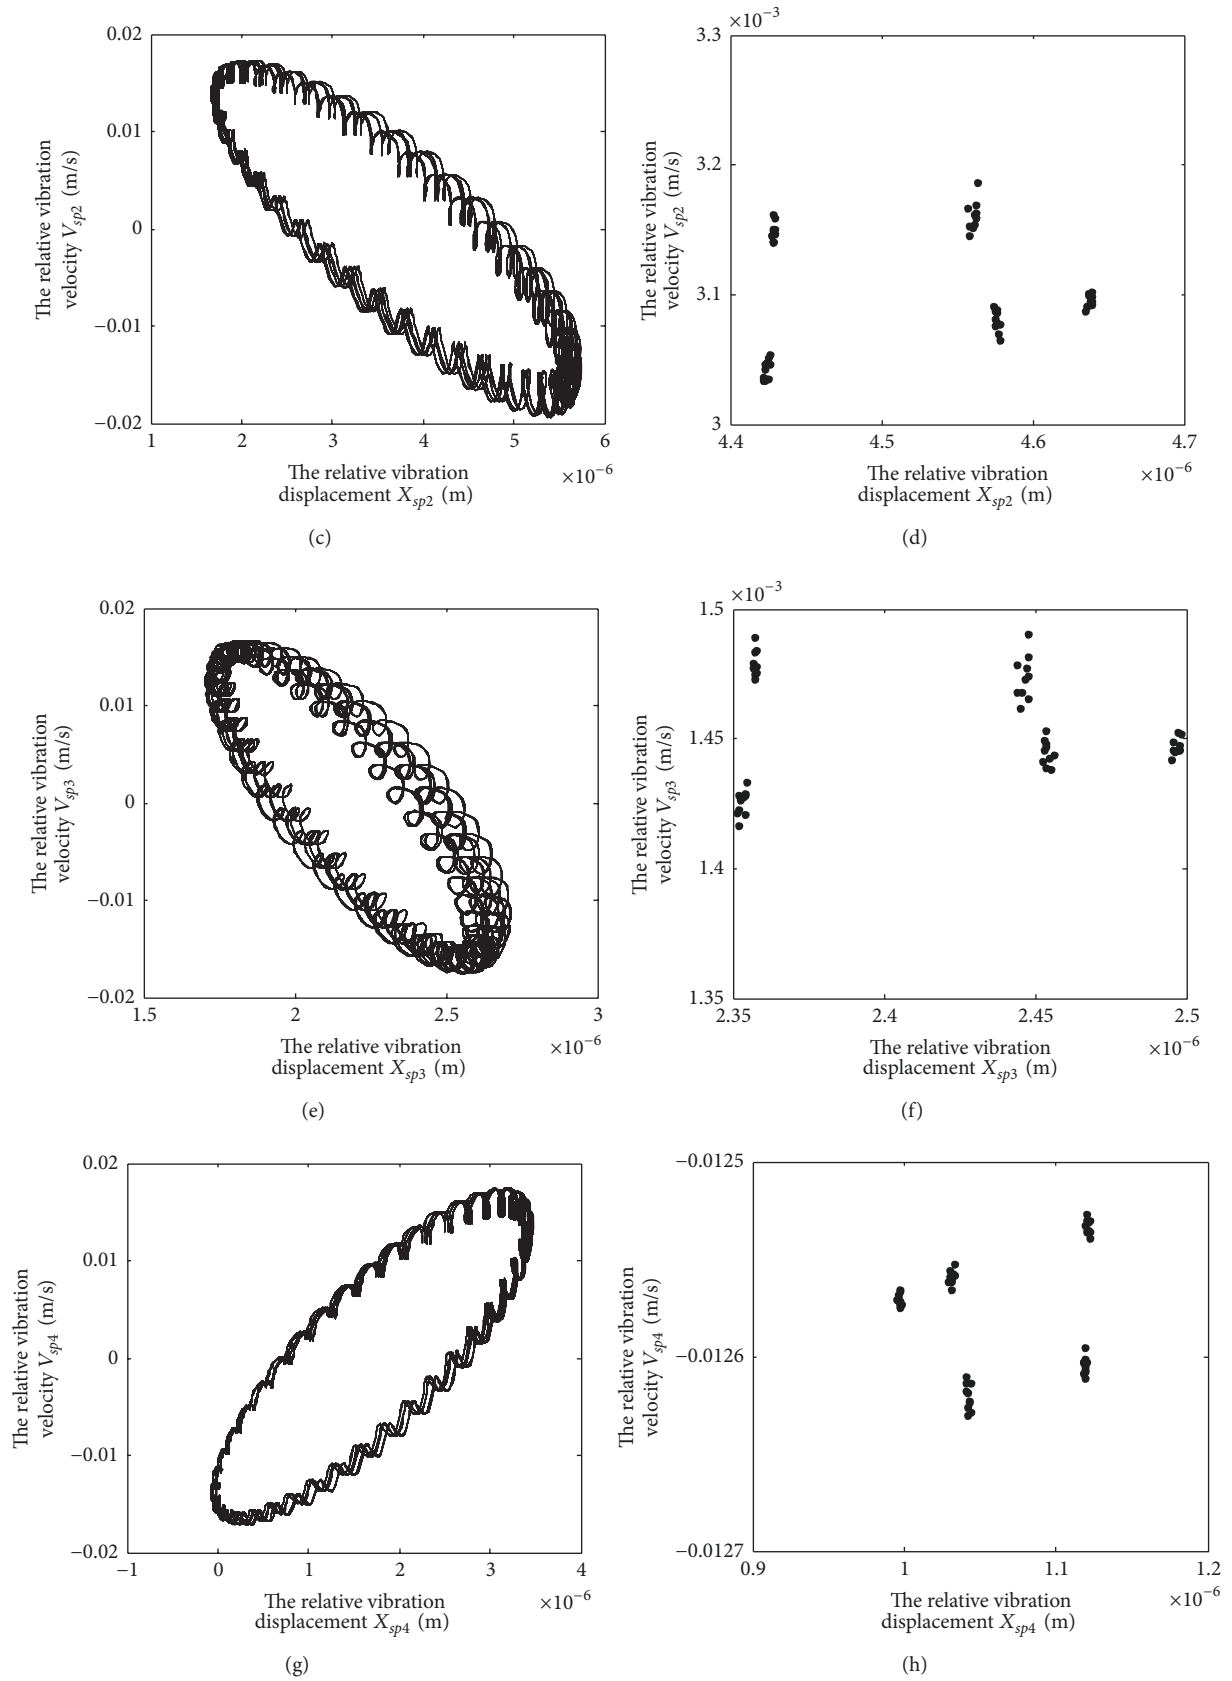 0.02
0.01
0
−0.01
−0.02
The relative vibration
velocity V_sp2 (m/s)
1 2 3 4 5 6
The relative vibration
displacement X_sp2 (m)
×10⁻⁶
(c)
×10⁻³
3.3
3.2
3.1
3
The relative vibration
velocity V_sp2 (m/s)
4.4 4.5 4.6 4.7
The relative vibration
displacement X_sp2 (m)
×10⁻⁶
(d)
0.02
0.01
0
−0.01
−0.02
The relative vibration
velocity V_sp3 (m/s)
1.5 2 2.5 3
The relative vibration
displacement X_sp3 (m)
×10⁻⁶
(e)
×10⁻³
1.5
1.45
1.4
1.35
The relative vibration
velocity V_sp3 (m/s)
2.35 2.4 2.45 2.5
The relative vibration
displacement X_sp3 (m)
×10⁻⁶
(f)
0.02
0.01
0
−0.01
−0.02
The relative vibration
velocity V_sp4 (m/s)
−1 0 1 2 3 4
The relative vibration
displacement X_sp4 (m)
×10⁻⁶
(g)
−0.0125
−0.0126
−0.0127
The relative vibration
velocity V_sp4 (m/s)
0.9 1 1.1 1.2
The relative vibration
displacement X_sp4 (m)
×10⁻⁶
(h)